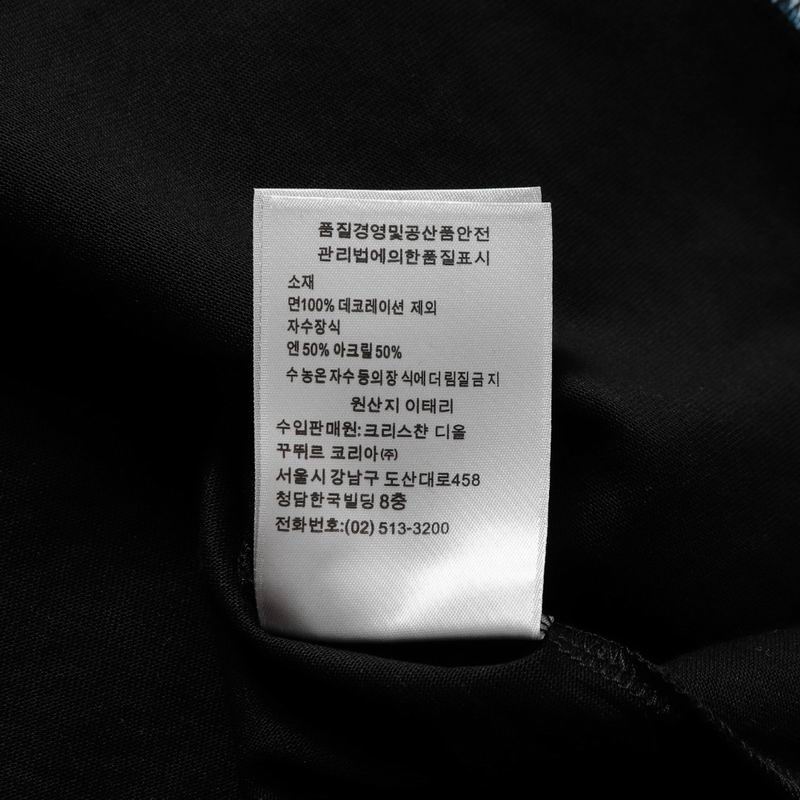 품질경영및공산품안전
관리법에의한품질표시
소재
면100% 데코레이션 제외
자수장식
엔 50% 아크릴 50%
수 농은 자수 등의 장 식에 더 림질 금 지
원산지 이태리
수입판매원:크리스챤 디올
꾸뛰르 코리아㈜
서울시 강남구 도산대로458
청담한국빌딩 8층
전화번호:(02) 513-3200